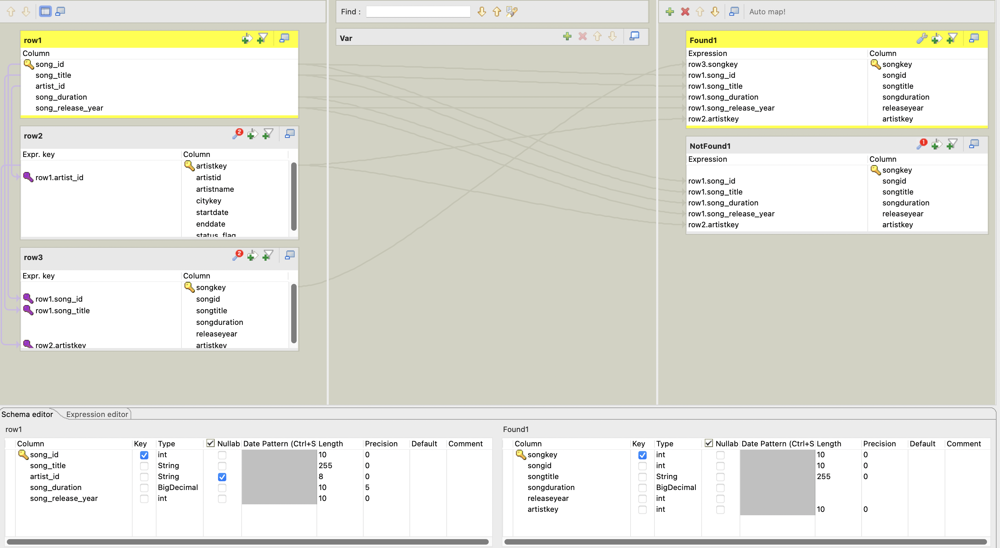 Find :
Auto map!
row1
Column
song_id
song_title
artist_id
song_duration
song_release_year
row2
2
Expr. key Column
artistkey
row1.artist_id artistid
artistname
citykey
startdate
enddate
status_flag
row3
2
Expr. key Column
songkey
row1.song_id songid
row1.song_title songtitle
songduration
releaseyear
row2.artistkey artistkey
Var
Found1
Expression Column
row3.songkey songkey
row1.song_id songid
row1.song_title songtitle
row1.song_duration songduration
row1.song_release_year releaseyear
row2.artistkey artistkey
NotFound1
1
Expression Column
songkey
row1.song_id songid
row1.song_title songtitle
row1.song_duration songduration
row1.song_release_year releaseyear
row2.artistkey artistkey
Schema editor Expression editor
row1
Column Key Type Nullab Date Pattern (Ctrl+S Length Precision Default Comment
song_id int 10 0
song_title String 255 0
artist_id String 8 0
song_duration BigDecimal 10 5
song_release_year int 10 0
Found1
Column Key Type Nullab Date Pattern (Ctrl+S Length Precision Default Comment
songkey int 10 0
songid int 10 0
songtitle String 255 0
songduration BigDecimal
releaseyear int
artistkey int 10 0